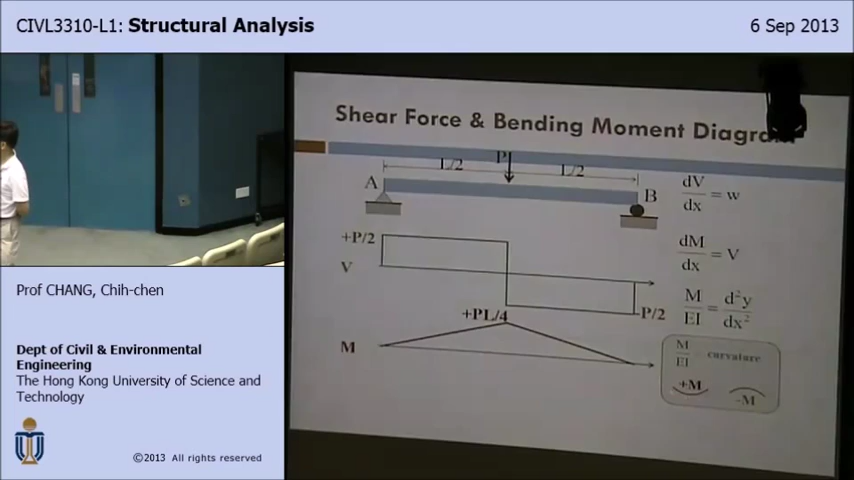 CIVL3310-L1: Structural Analysis
6 Sep 2013
Shear Force & Bending Moment Diagram
L/2
P
L/2
A
B
dV
dx
= w
+P/2
V
dM
dx
= V
M
EI
=
d²y
dx²
P/2
+PL/4
M
M
EI
curvature
+M
-M
Prof CHANG, Chih-chen
Dept of Civil & Environmental
Engineering
The Hong Kong University of Science and
Technology
©2013 All rights reserved